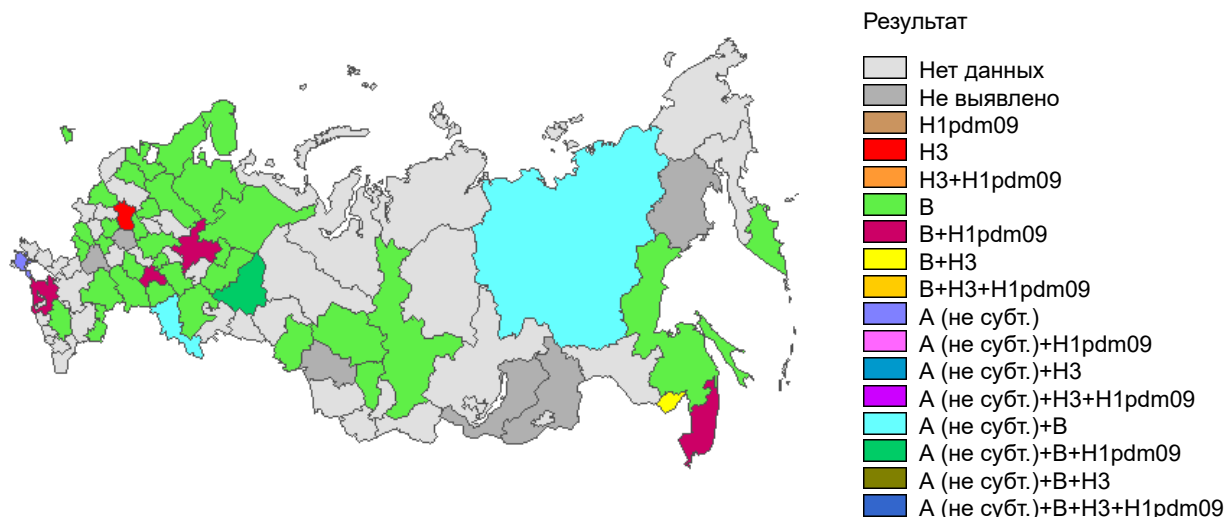 Результат
Нет данных
Не выявлено
H1pdm09
H3
H3+H1pdm09
B
B+H1pdm09
B+H3
B+H3+H1pdm09
А (не субт.)
А (не субт.)+H1pdm09
А (не субт.)+H3
А (не субт.)+H3+H1pdm09
А (не субт.)+B
А (не субт.)+B+H1pdm09
А (не субт.)+B+H3
А (не субт.)+B+H3+H1pdm09